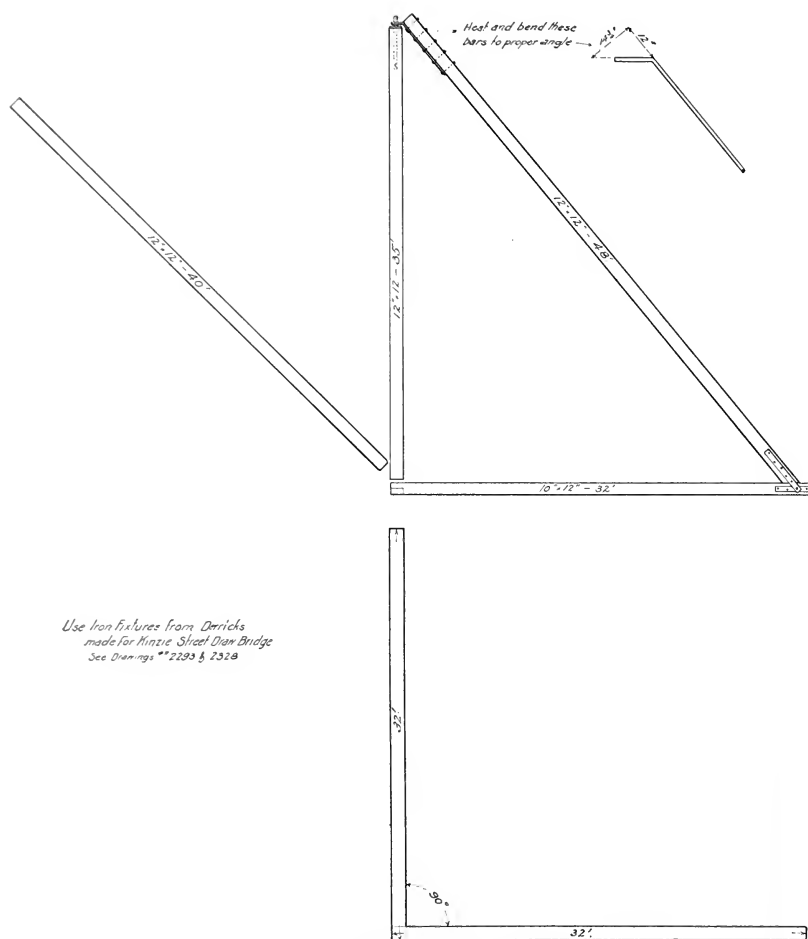 Heat and bend these
bars to proper angle
12"
12"×12"-40'
12"×12-35'
12"×12"-48'
10"×12"-32'
Use Iron Fixtures from Derricks
made for Kinzie Street Draw Bridge
See Drawings ## 2293 & 2328
32'
90°
32'